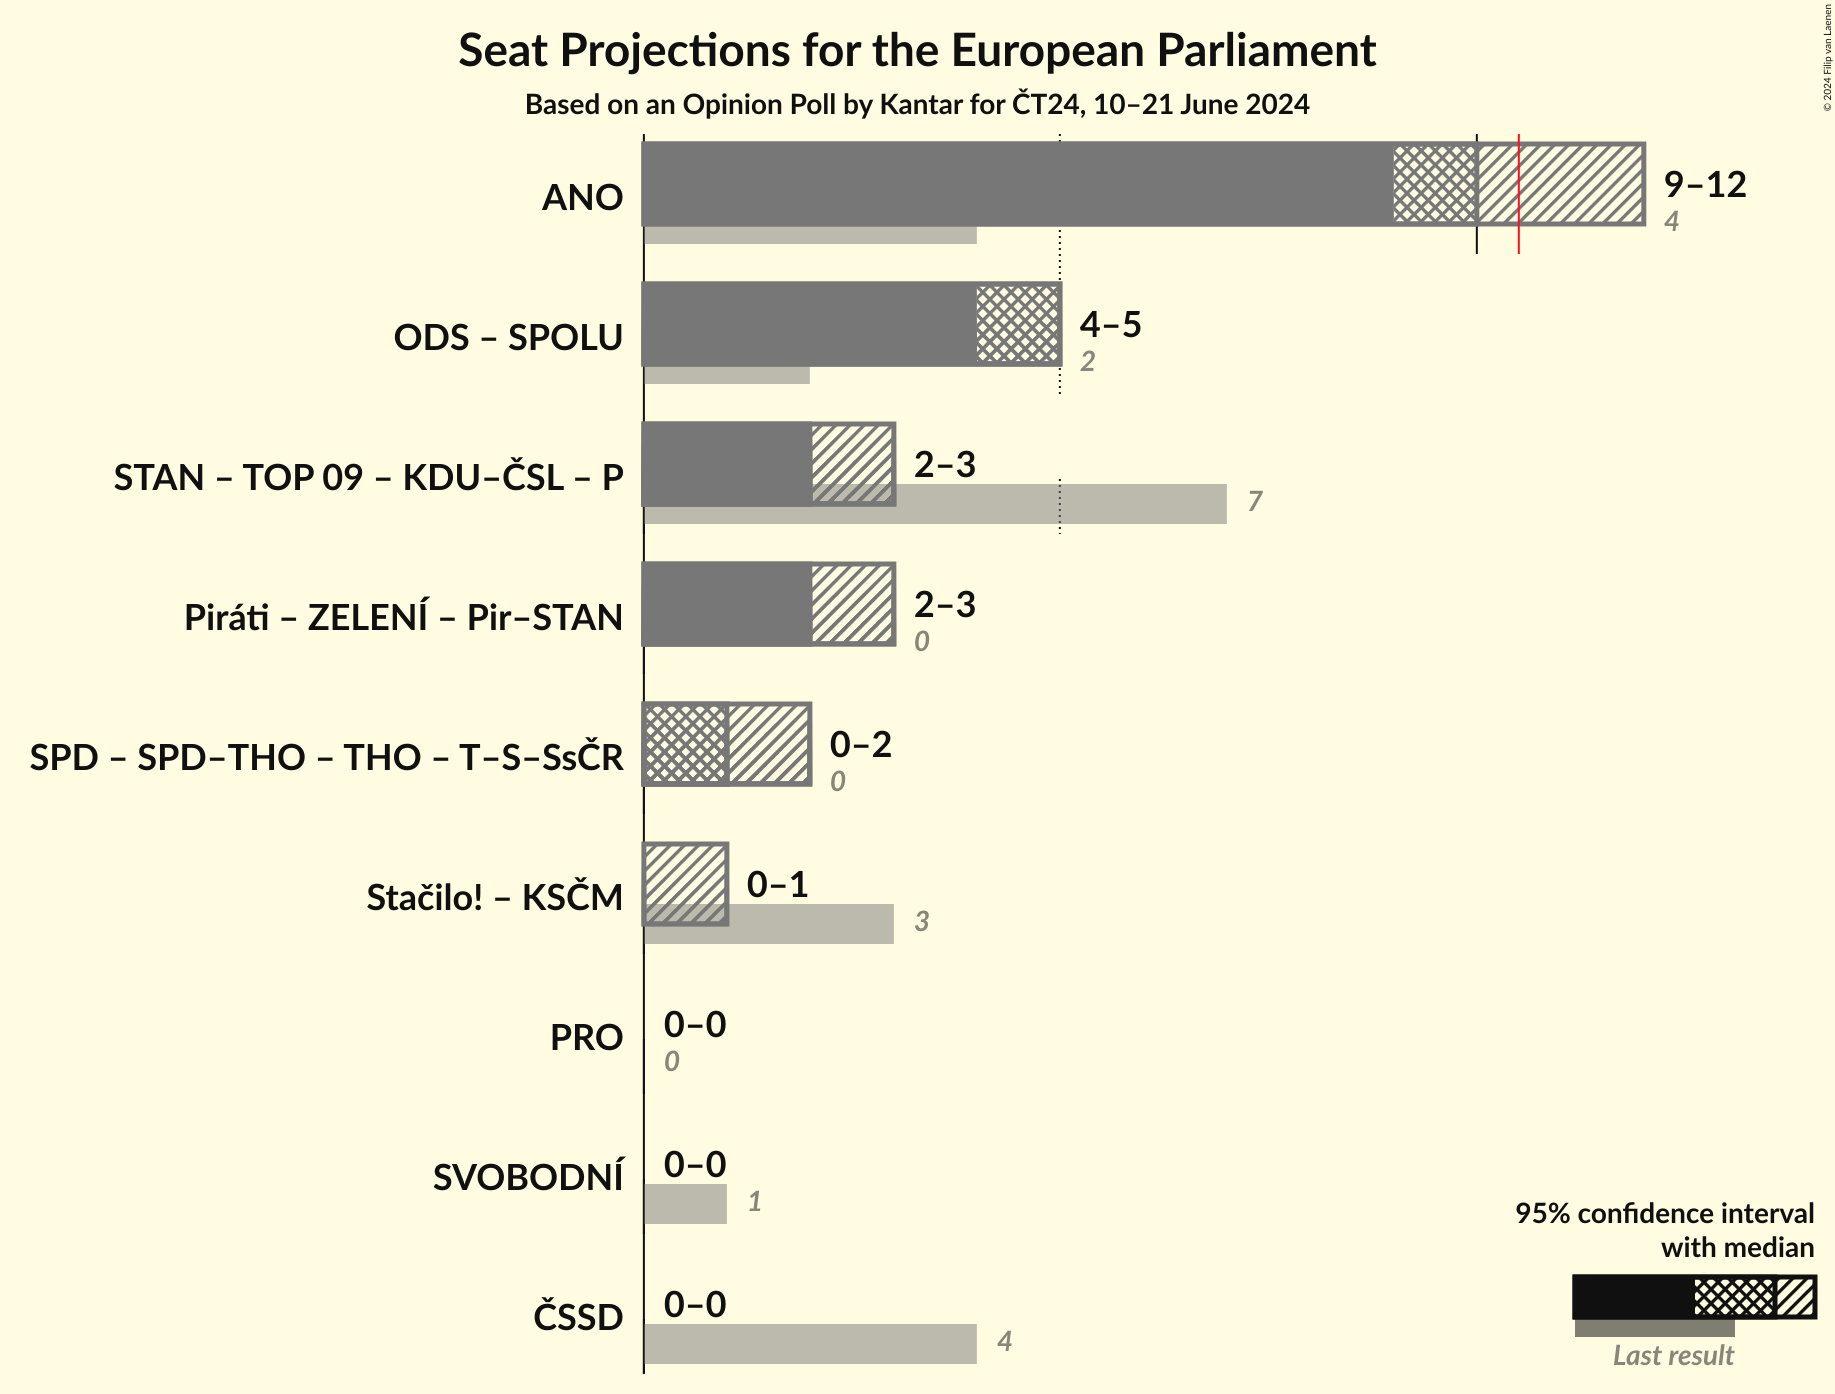 Seat Projections for the European Parliament
Based on an Opinion Poll by Kantar for ČT24, 10–21 June 2024
© 2024 Filip van Laenen
ANO
9–12
4
ODS – SPOLU
4–5
2
STAN – TOP 09 – KDU–ČSL – P
2–3
7
Piráti – ZELENÍ – Pir–STAN
2–3
0
SPD – SPD–THO – THO – T–S–SsČR
0–2
0
Stačilo! – KSČM
0–1
3
PRO
0–0
0
SVOBODNÍ
0–0
1
ČSSD
0–0
4
95% confidence interval
with median
Last result